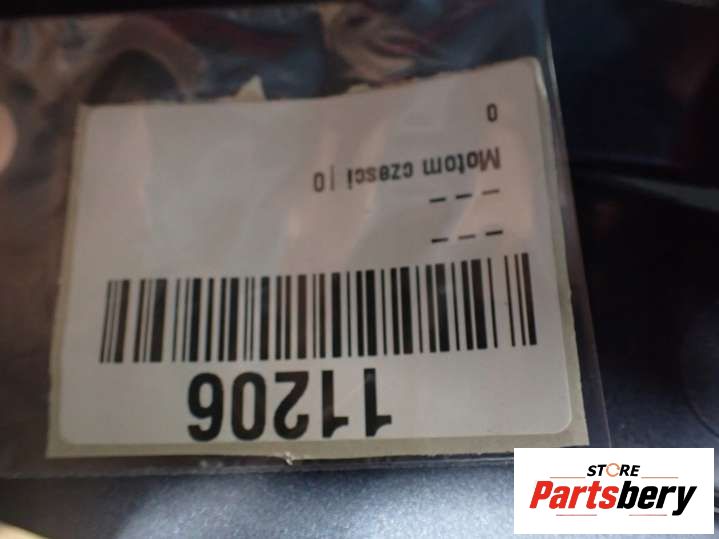 11206
– – –
– – –
Motom czesci | 0
0
STORE
Partsbery